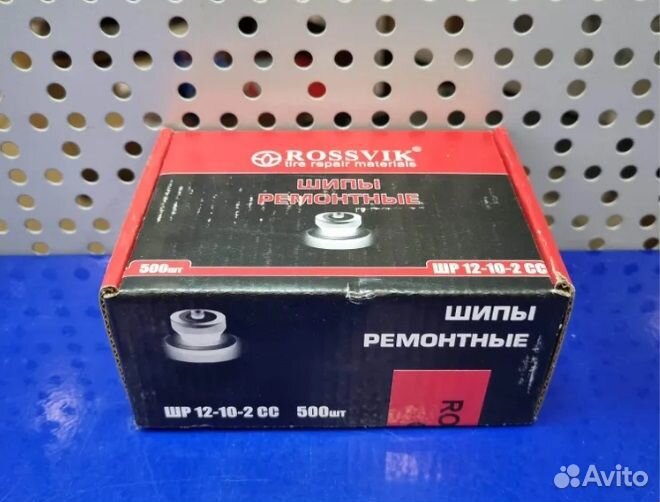 ROSSVIK®
tire repair materials
ШИПЫ
РЕМОНТНЫЕ
500шт
ШР 12-10-2 СС
ШИПЫ
РЕМОНТНЫЕ
ШР 12-10-2 СС 500шт
RO
Avito